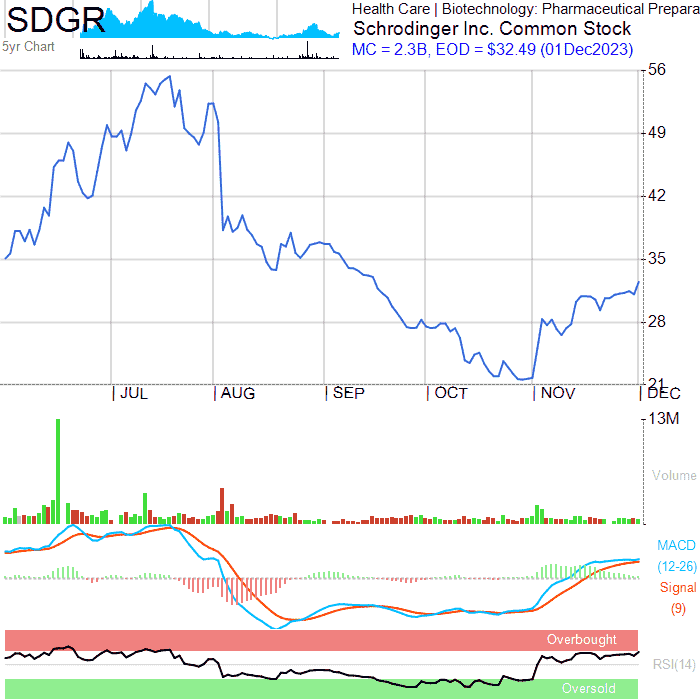 SDGR
Health Care | Biotechnology: Pharmaceutical Prepara
5yr Chart
Schrodinger Inc. Common Stock
MC = 2.3B, EOD = $32.49 (01Dec2023)
56
49
42
35
28
21
JUL
AUG
SEP
OCT
NOV
DEC
13M
Volume
MACD
(12-26)
Signal
(9)
Overbought
RSI(14)
Oversold